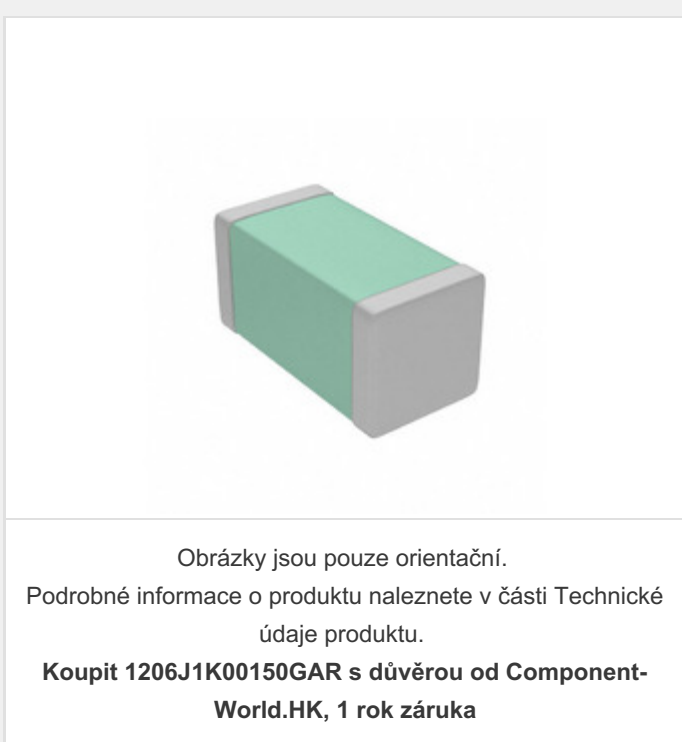 Obrázky jsou pouze orientační.
Podrobné informace o produktu naleznete v části Technické
údaje produktu.
Koupit 1206J1K00150GAR s důvěrou od Component-
World.HK, 1 rok záruka